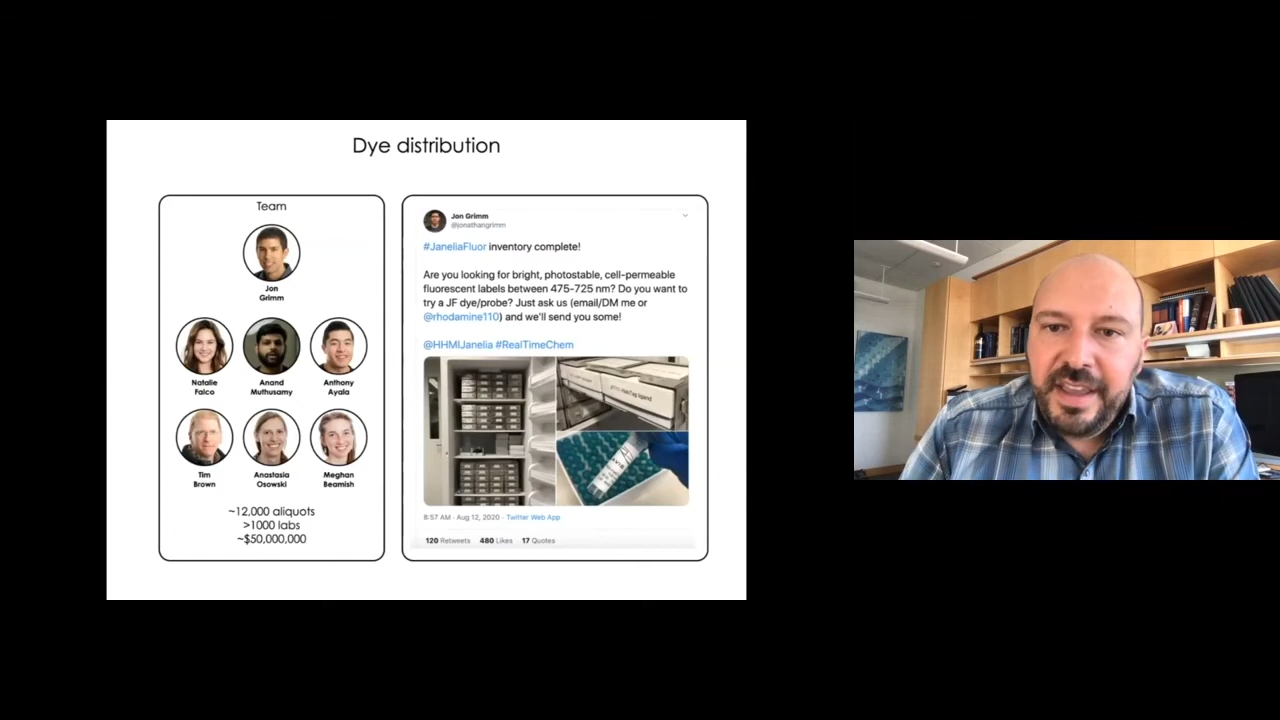 Dye distribution
Team
Jon
Grimm
Natalie
Falco
Anand
Muthusamy
Anthony
Ayala
Tim
Brown
Anastasia
Osowski
Meghan
Beamish
~12,000 aliquots
>1000 labs
~$50,000,000
Jon Grimm
@jonathangrimm
#JaneliaFluor inventory complete!
Are you looking for bright, photostable, cell-permeable
fluorescent labels between 475-725 nm? Do you want to
try a JF dye/probe? Just ask us (email/DM me or
@rhodamine110) and we'll send you some!
@HHMIJanelia #RealTimeChem
8:57 AM · Aug 12, 2020 · Twitter Web App
120 Retweets 480 Likes 17 Quotes